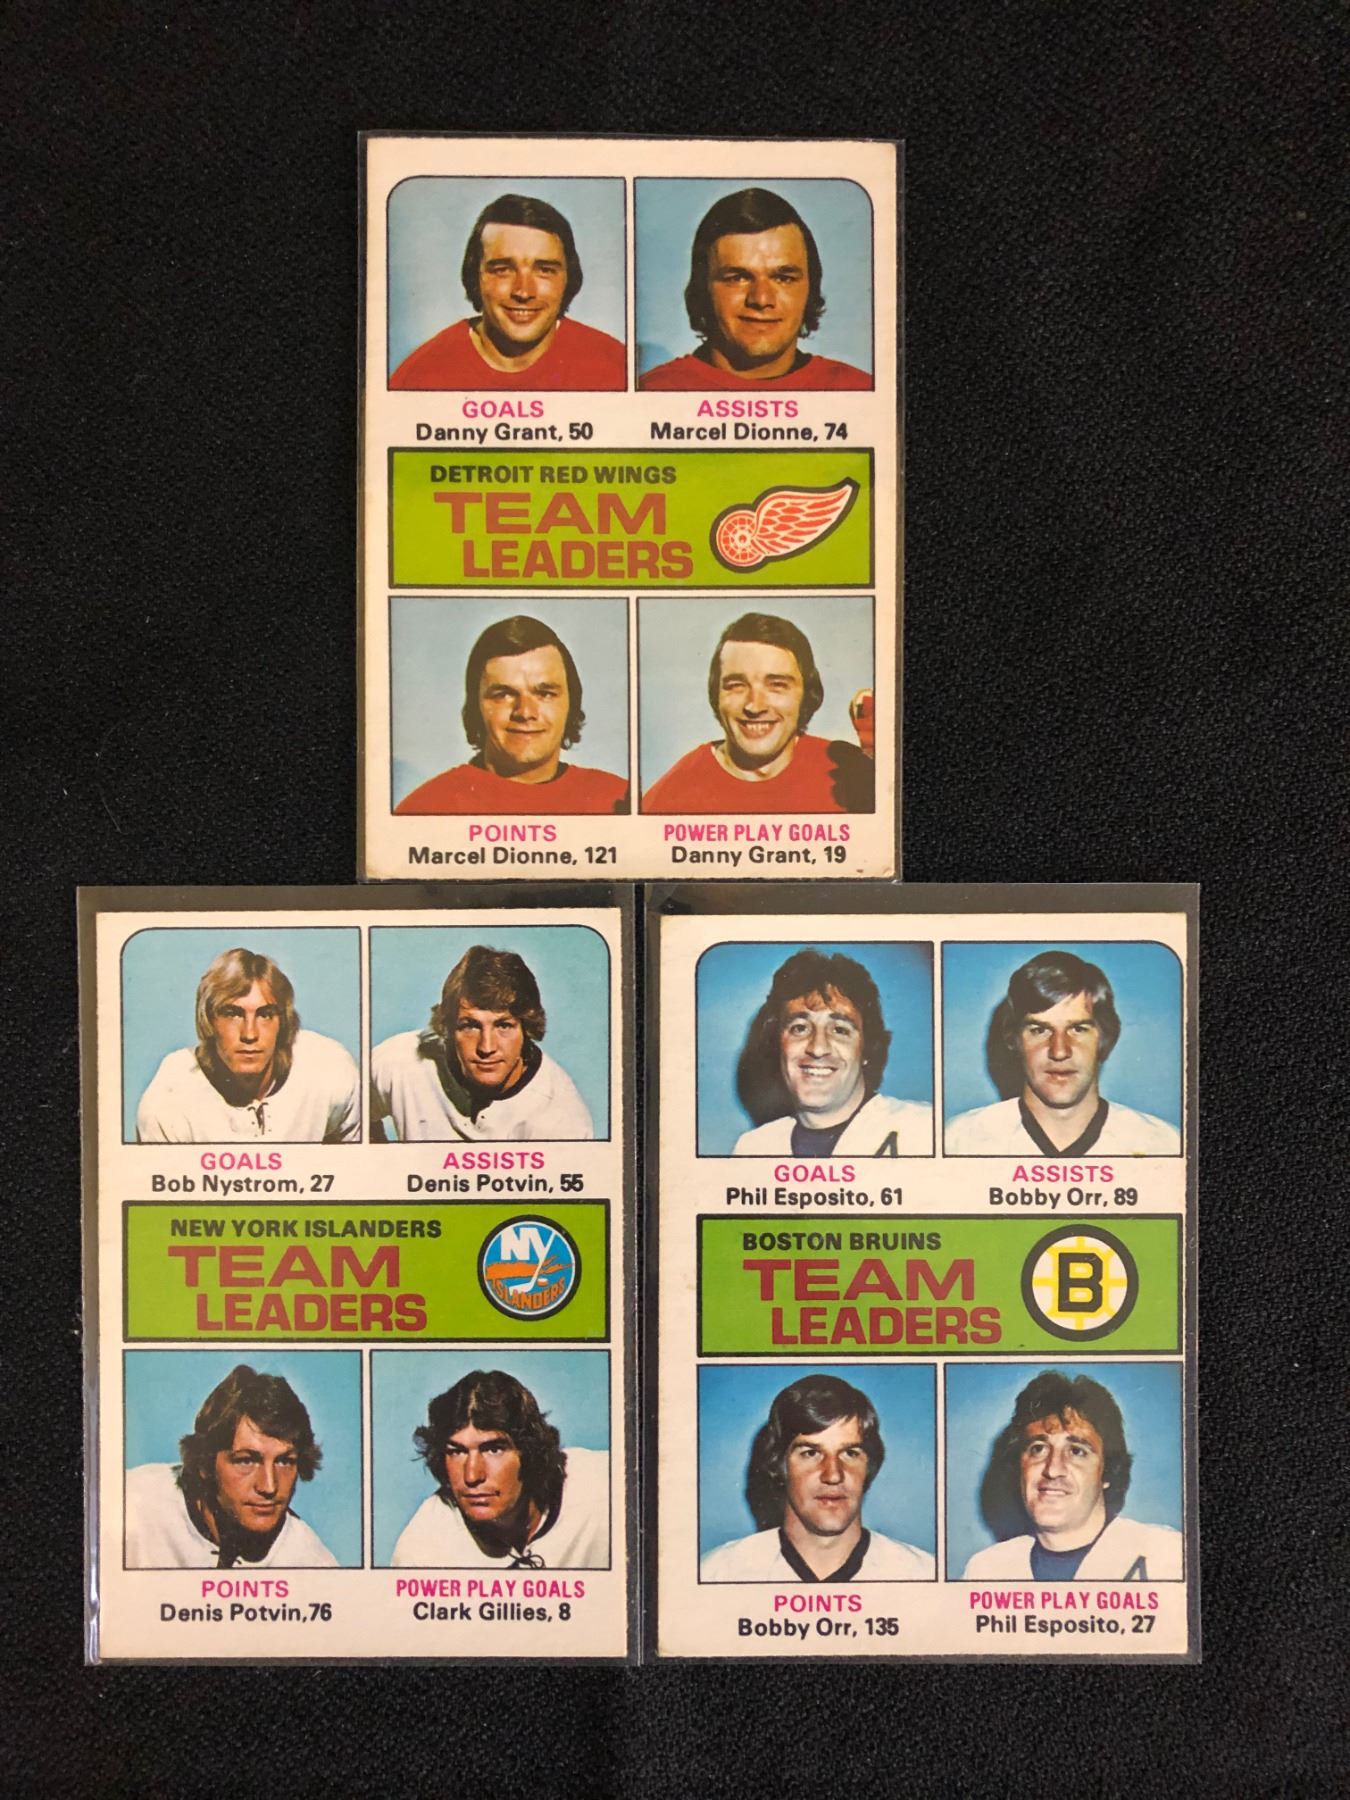 GOALS ASSISTS
Danny Grant, 50 Marcel Dionne, 74
DETROIT RED WINGS
TEAM
LEADERS
POINTS POWER PLAY GOALS
Marcel Dionne, 121 Danny Grant, 19
GOALS ASSISTS
Bob Nystrom, 27 Denis Potvin, 55
NEW YORK ISLANDERS
TEAM
LEADERS
NY
ISLANDERS
POINTS POWER PLAY GOALS
Denis Potvin,76 Clark Gillies, 8
A
GOALS ASSISTS
Phil Esposito, 61 Bobby Orr, 89
BOSTON BRUINS
TEAM
LEADERS
B
A
POINTS POWER PLAY GOALS
Bobby Orr, 135 Phil Esposito, 27